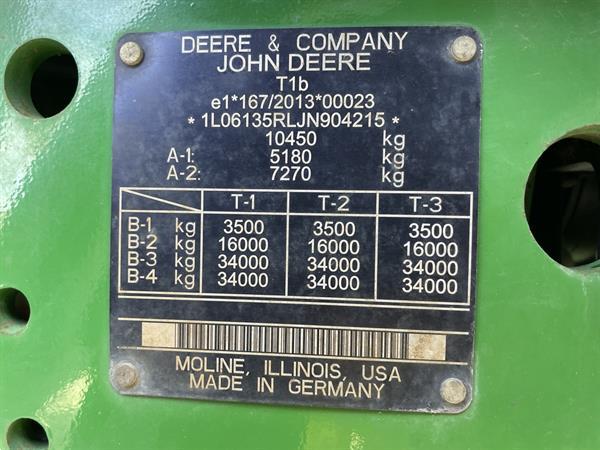 DEERE & COMPANY
JOHN DEERE
T1b
e1*167/2013*00023
*1L06135RLJN904215*
10450 kg
A-1: 5180 kg
A-2: 7270 kg
T-1 T-2 T-3
B-1 kg 3500 3500 3500
B-2 kg 16000 16000 16000
B-3 kg 34000 34000 34000
B-4 kg 34000 34000 34000
MOLINE, ILLINOIS, USA
MADE IN GERMANY